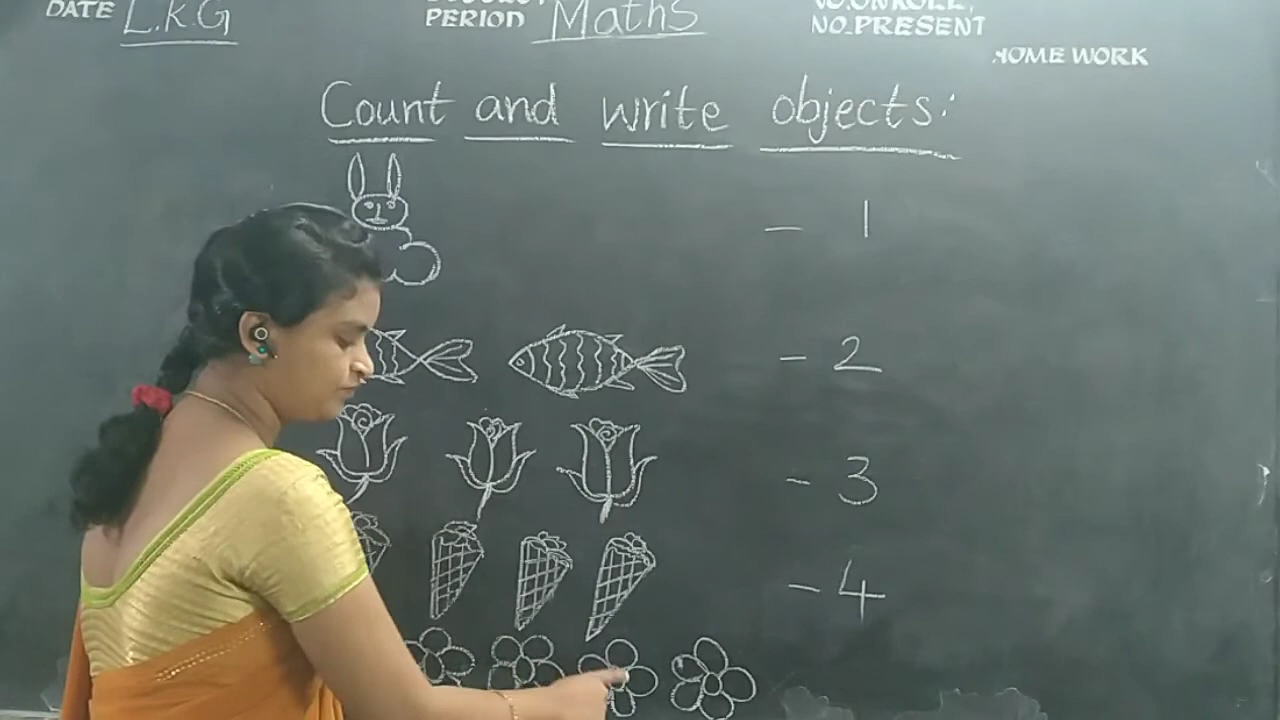 DATE L.K.G
PERIOD Maths
NO.PRESENT
HOME WORK
Count and write objects:
- 1
- 2
- 3
- 4